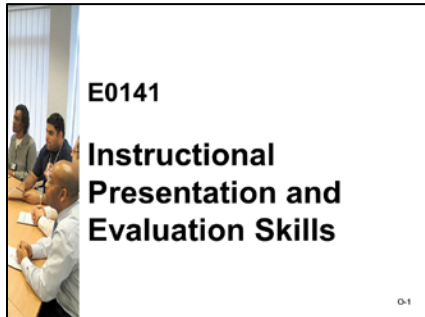 E0141
Instructional
Presentation and
Evaluation Skills
O-1